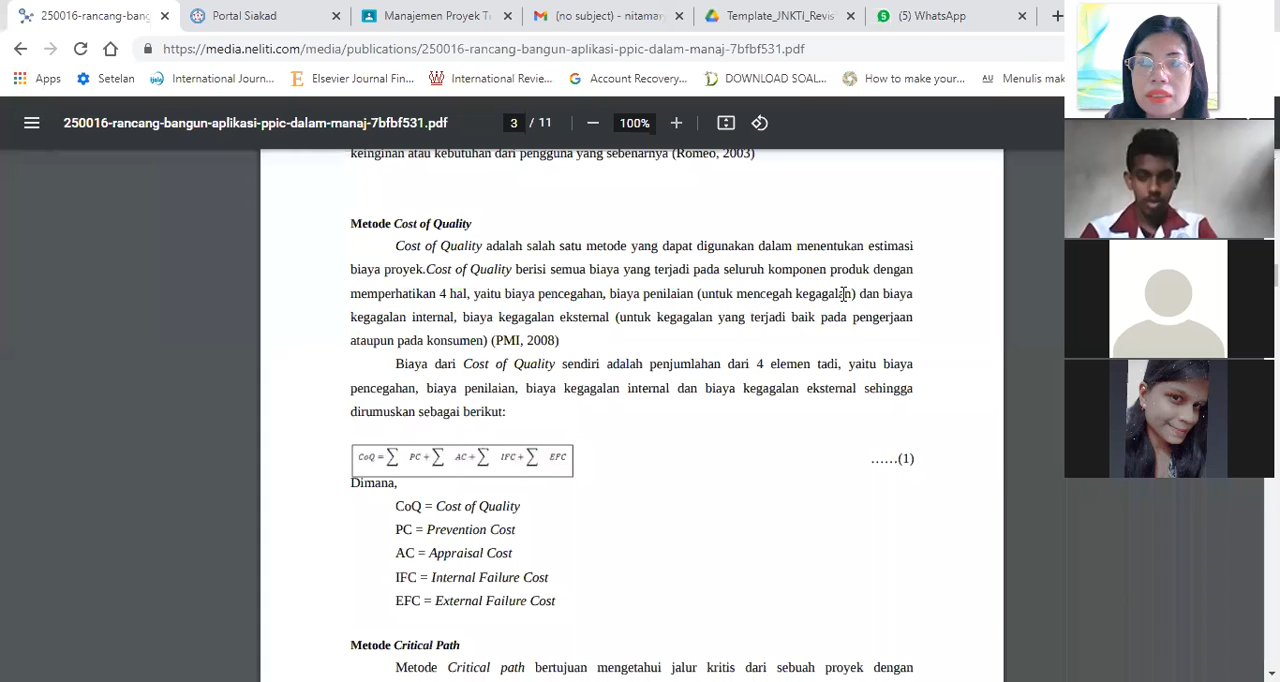 250016-rancang-bang
Portal Siakad
Manajemen Proyek T
(no subject) - nitamar
Template_JNKTI_Revis
(5) WhatsApp
https://media.neliti.com/media/publications/250016-rancang-bangun-aplikasi-ppic-dalam-manaj-7bfbf531.pdf
Apps
Setelan
International Journ...
Elsevier Journal Fin...
International Revie...
Account Recovery...
DOWNLOAD SOAL...
How to make your...
AU Menulis mak
250016-rancang-bangun-aplikasi-ppic-dalam-manaj-7bfbf531.pdf
3 / 11
100%
keinginan atau kebutuhan dari pengguna yang sebenarnya (Romeo, 2003)
Metode Cost of Quality
Cost of Quality adalah salah satu metode yang dapat digunakan dalam menentukan estimasi
biaya proyek.Cost of Quality berisi semua biaya yang terjadi pada seluruh komponen produk dengan
memperhatikan 4 hal, yaitu biaya pencegahan, biaya penilaian (untuk mencegah kegagalan) dan biaya
kegagalan internal, biaya kegagalan eksternal (untuk kegagalan yang terjadi baik pada pengerjaan
ataupun pada konsumen) (PMI, 2008)
Biaya dari Cost of Quality sendiri adalah penjumlahan dari 4 elemen tadi, yaitu biaya
pencegahan, biaya penilaian, biaya kegagalan internal dan biaya kegagalan eksternal sehingga
dirumuskan sebagai berikut:
CoQ = ∑ PC + ∑ AC + ∑ IFC + ∑ EFC ……(1)
Dimana,
CoQ = Cost of Quality
PC = Prevention Cost
AC = Appraisal Cost
IFC = Internal Failure Cost
EFC = External Failure Cost
Metode Critical Path
Metode Critical path bertujuan mengetahui jalur kritis dari sebuah proyek dengan